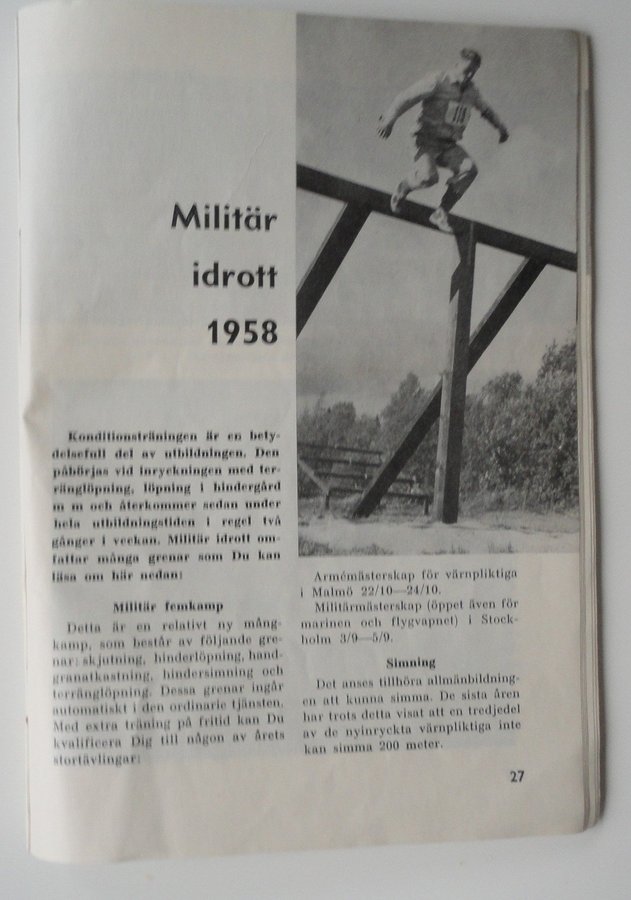 Militär
idrott
1958
Konditionsträningen är en bety-
delsefull del av utbildningen. Den
påbörjas vid inryckningen med ter-
ränglöpning, löpning i hindergård
m m och återkommer sedan under
hela utbildningstiden i regel två
gånger i veckan. Militär idrott om-
fattar många grenar som Du kan
läsa om här nedan:
Militär femkamp
Detta är en relativt ny mång-
kamp, som består av följande gre-
nar: skjutning, hinderlöpning, hand-
granatkastning, hindersimning och
terränglöpning. Dessa grenar ingår
automatiskt i den ordinarie tjänsten.
Med extra träning på fritid kan Du
kvalificera Dig till någon av årets
stortävlingar:
Armémästerskap för värnpliktiga
i Malmö 22/10—24/10.
Militärmästerskap (öppet även för
marinen och flygvapnet) i Stock-
holm 3/9—5/9.
Simning
Det anses tillhöra allmänbildning-
en att kunna simma. De sista åren
har trots detta visat att en tredjedel
av de nyinryckta värnpliktiga inte
kan simma 200 meter.
27